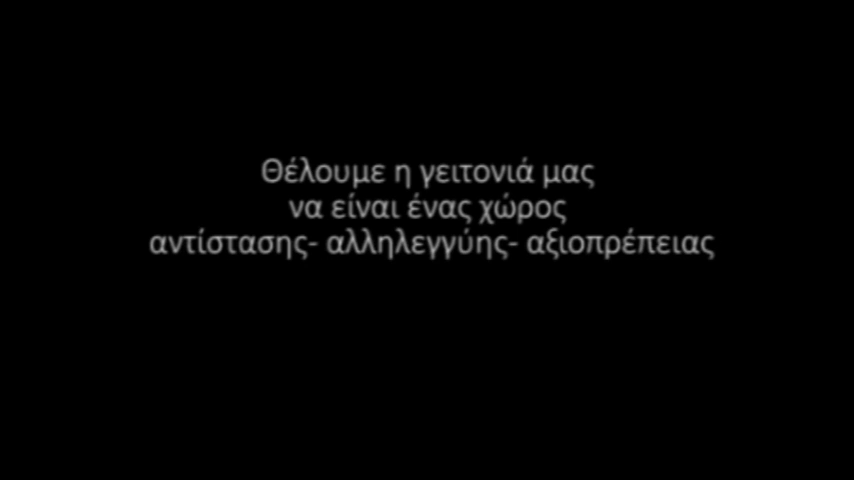 Θέλουμε η γειτονιά μας
να είναι ένας χώρος
αντίστασης- αλληλεγγύης- αξιοπρέπειας